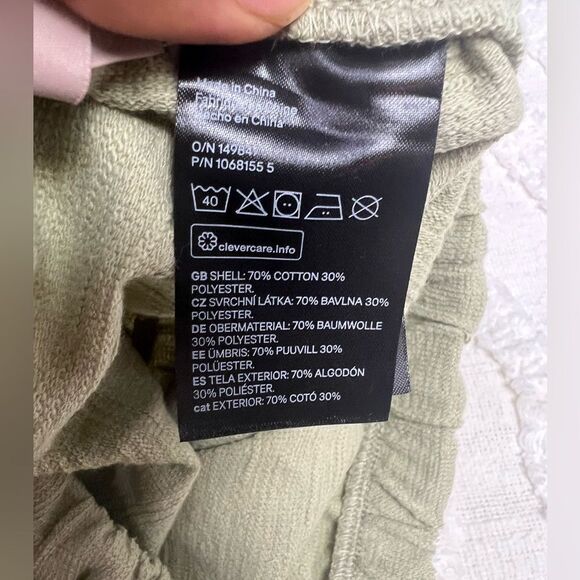 Made in China
en Chine
Hecho en China
O/N
P/N 1068155 5
40
clevercare.info
GB SHELL: 70% COTTON 30%
POLYESTER.
CZ SVRCHNÍ LÁTKA: 70% BAVLNA 30%
POLYESTER.
DE OBERMATERIAL: 70% BAUMWOLLE
30% POLYESTER.
EE ÜMBRIS: 70% PUUVILL 30%
POLÜESTER.
ES TELA EXTERIOR: 70% ALGODÓN
30% POLIÉSTER.
cat EXTERIOR: 70% COTÓ 30%